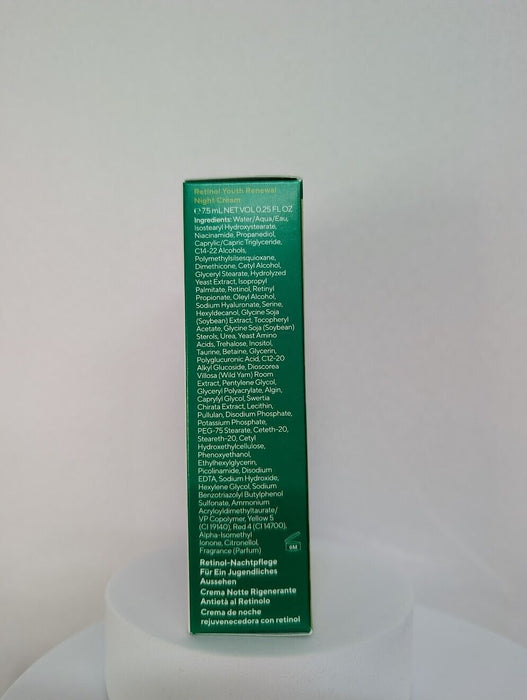 Retinol Youth Renewal
Night Cream
℮ 7.5 mL NET VOL 0.25 FL OZ
Ingredients: Water/Aqua/Eau,
Isostearyl Hydroxystearate,
Niacinamide, Propanediol,
Caprylic/Capric Triglyceride,
C14-22 Alcohols,
Polymethylsilsesquioxane,
Dimethicone, Cetyl Alcohol,
Glyceryl Stearate, Hydrolyzed
Yeast Extract, Isopropyl
Palmitate, Retinol, Retinyl
Propionate, Oleyl Alcohol,
Sodium Hyaluronate, Serine,
Hexyldecanol, Glycine Soja
(Soybean) Extract, Tocopheryl
Acetate, Glycine Soja (Soybean)
Sterols, Urea, Yeast Amino
Acids, Trehalose, Inositol,
Taurine, Betaine, Glycerin,
Polyglucuronic Acid, C12-20
Alkyl Glucoside, Dioscorea
Villosa (Wild Yam) Room
Extract, Pentylene Glycol,
Glyceryl Polyacrylate, Algin,
Caprylyl Glycol, Swertia
Chirata Extract, Lecithin,
Pullulan, Disodium Phosphate,
Potassium Phosphate,
PEG-75 Stearate, Ceteth-20,
Steareth-20, Cetyl
Hydroxethylcellulose,
Phenoxyethanol,
Ethylhexylglycerin,
Picolinamide, Disodium
EDTA, Sodium Hydroxide,
Hexylene Glycol, Sodium
Benzotriazolyl Butylphenol
Sulfonate, Ammonium
Acryloyldimethyltaurate/
VP Copolymer, Yellow 5
(CI 19140), Red 4 (CI 14700),
Alpha-Isomethyl
Ionone, Citronellol,
Fragrance (Parfum)
6M
Retinol-Nachtpflege
Für Ein Jugendliches
Aussehen
Crema Notte Rigenerante
Antietà al Retinolo
Crema de noche
rejuvenecedora con retinol